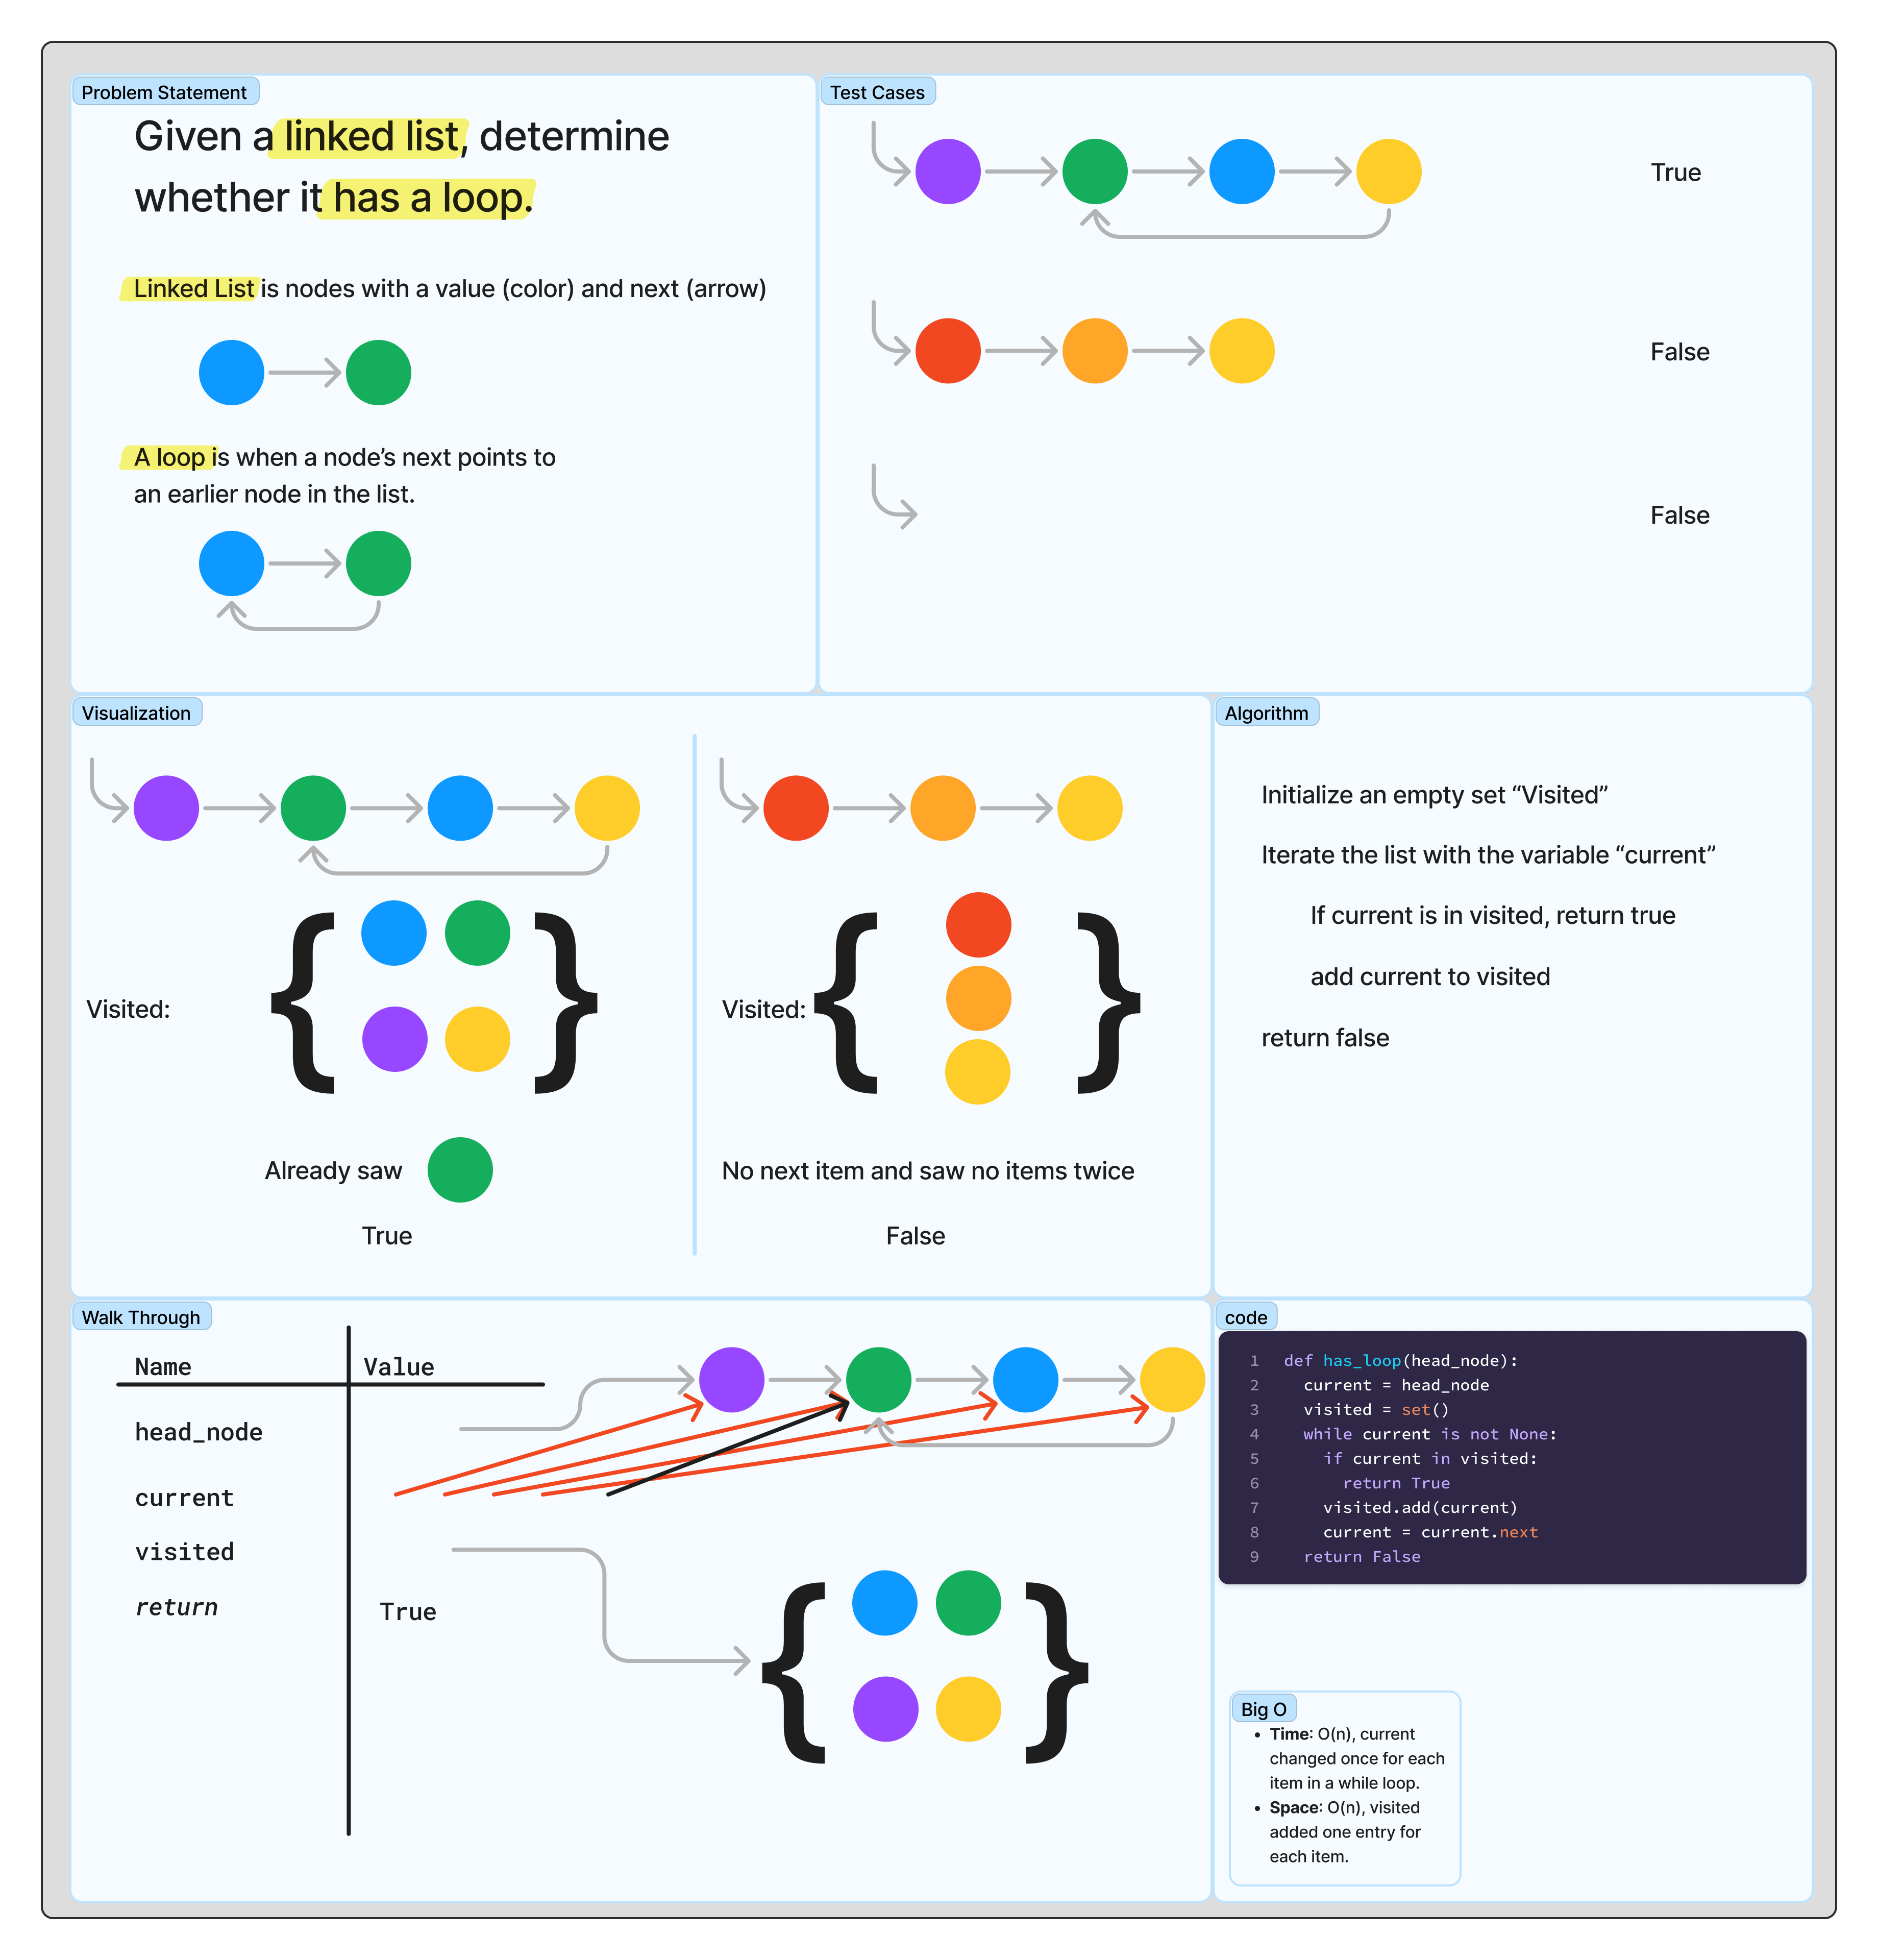 Problem Statement
Given a linked list, determine
whether it has a loop.
Linked List is nodes with a value (color) and next (arrow)
A loop is when a node’s next points to
an earlier node in the list.
Test Cases
True
False
False
Visualization
Visited:
{ }
Already saw
True
Visited:
{ }
No next item and saw no items twice
False
Algorithm
Initialize an empty set “Visited”
Iterate the list with the variable “current”
If current is in visited, return true
add current to visited
return false
Walk Through
Name Value
head_node
current
visited
return True
{ }
code
1 def has_loop(head_node):
2 current = head_node
3 visited = set()
4 while current is not None:
5 if current in visited:
6 return True
7 visited.add(current)
8 current = current.next
9 return False
Big O
• Time: O(n), current
changed once for each
item in a while loop.
• Space: O(n), visited
added one entry for
each item.